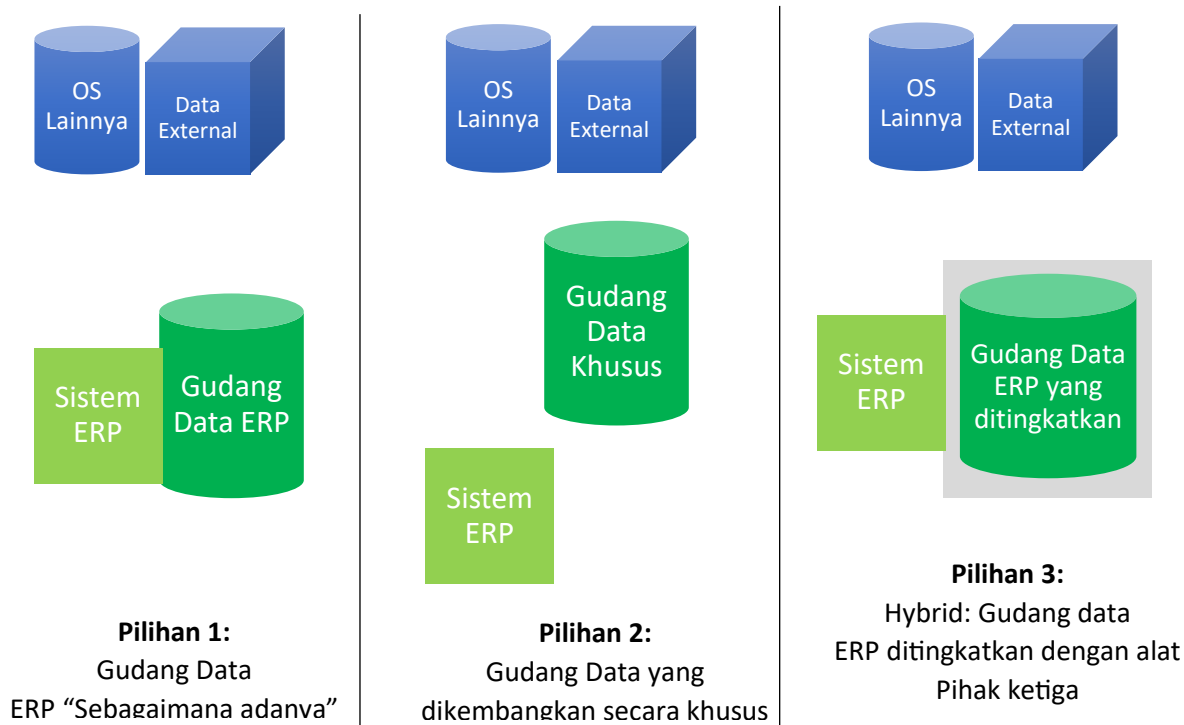 OS
Lainnya
Data
External
Sistem
ERP
Gudang
Data ERP
Pilihan 1:
Gudang Data
ERP “Sebagaimana adanya”
OS
Lainnya
Data
External
Gudang
Data
Khusus
Sistem
ERP
Pilihan 2:
Gudang Data yang
dikembangkan secara khusus
OS
Lainnya
Data
External
Sistem
ERP
Gudang Data
ERP yang
ditingkatkan
Pilihan 3:
Hybrid: Gudang data
ERP ditingkatkan dengan alat
Pihak ketiga